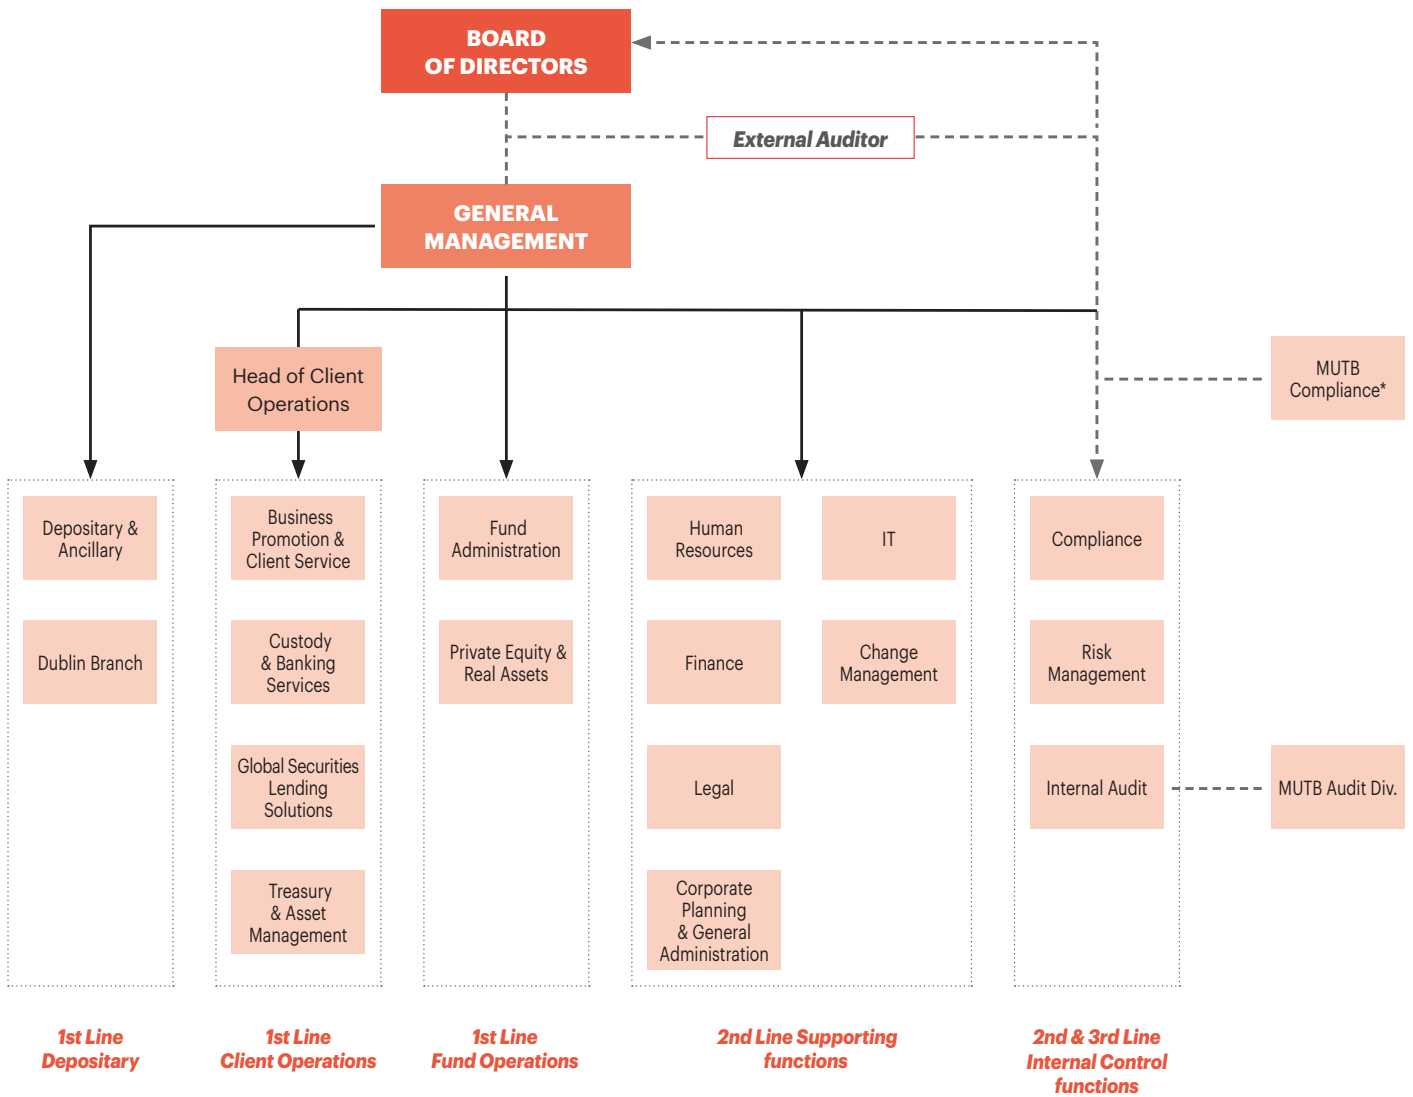 BOARD
OF DIRECTORS
External Auditor
GENERAL
MANAGEMENT
Head of Client
Operations
MUTB
Compliance*
Depositary &
Ancillary
Dublin Branch
Business
Promotion &
Client Service
Custody
& Banking
Services
Global Securities
Lending
Solutions
Treasury
& Asset
Management
Fund
Administration
Private Equity &
Real Assets
Human
Resources
IT
Finance
Change
Management
Legal
Corporate
Planning
& General
Administration
Compliance
Risk
Management
Internal Audit
MUTB Audit Div.
1st Line
Depositary
1st Line
Client Operations
1st Line
Fund Operations
2nd Line Supporting
functions
2nd & 3rd Line
Internal Control
functions